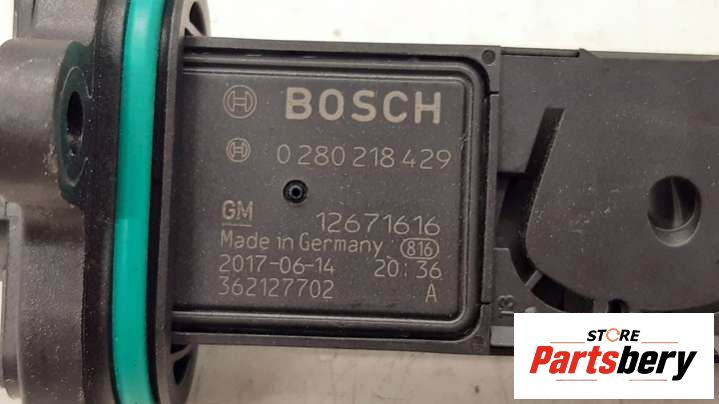 BOSCH
0 280 218 429
GM 12671616
Made in Germany 816
2017-06-14 20:36
362127702 A
13
STORE
Partsbery